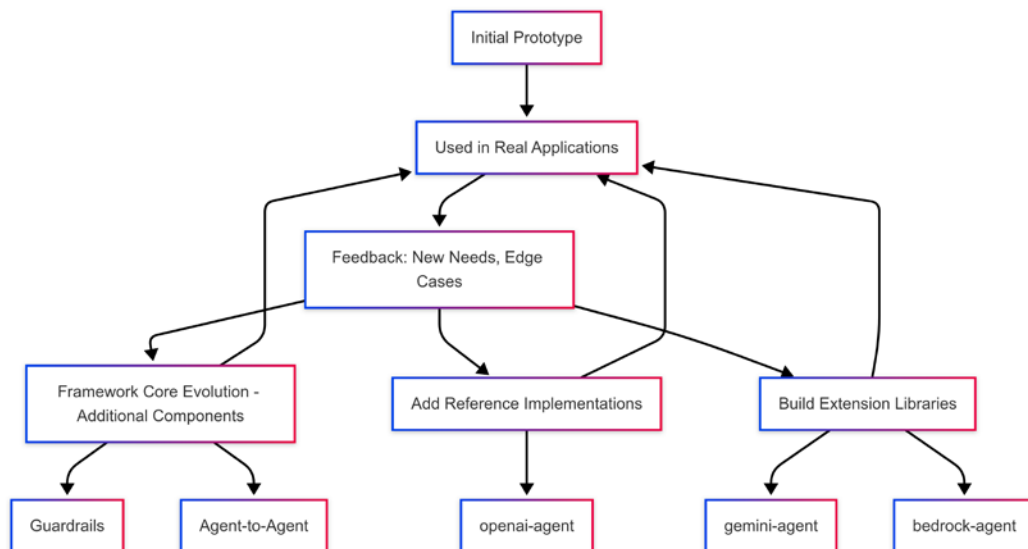 Initial Prototype
Used in Real Applications
Feedback: New Needs, Edge
Cases
Framework Core Evolution -
Additional Components
Add Reference Implementations
Build Extension Libraries
Guardrails
Agent-to-Agent
openai-agent
gemini-agent
bedrock-agent